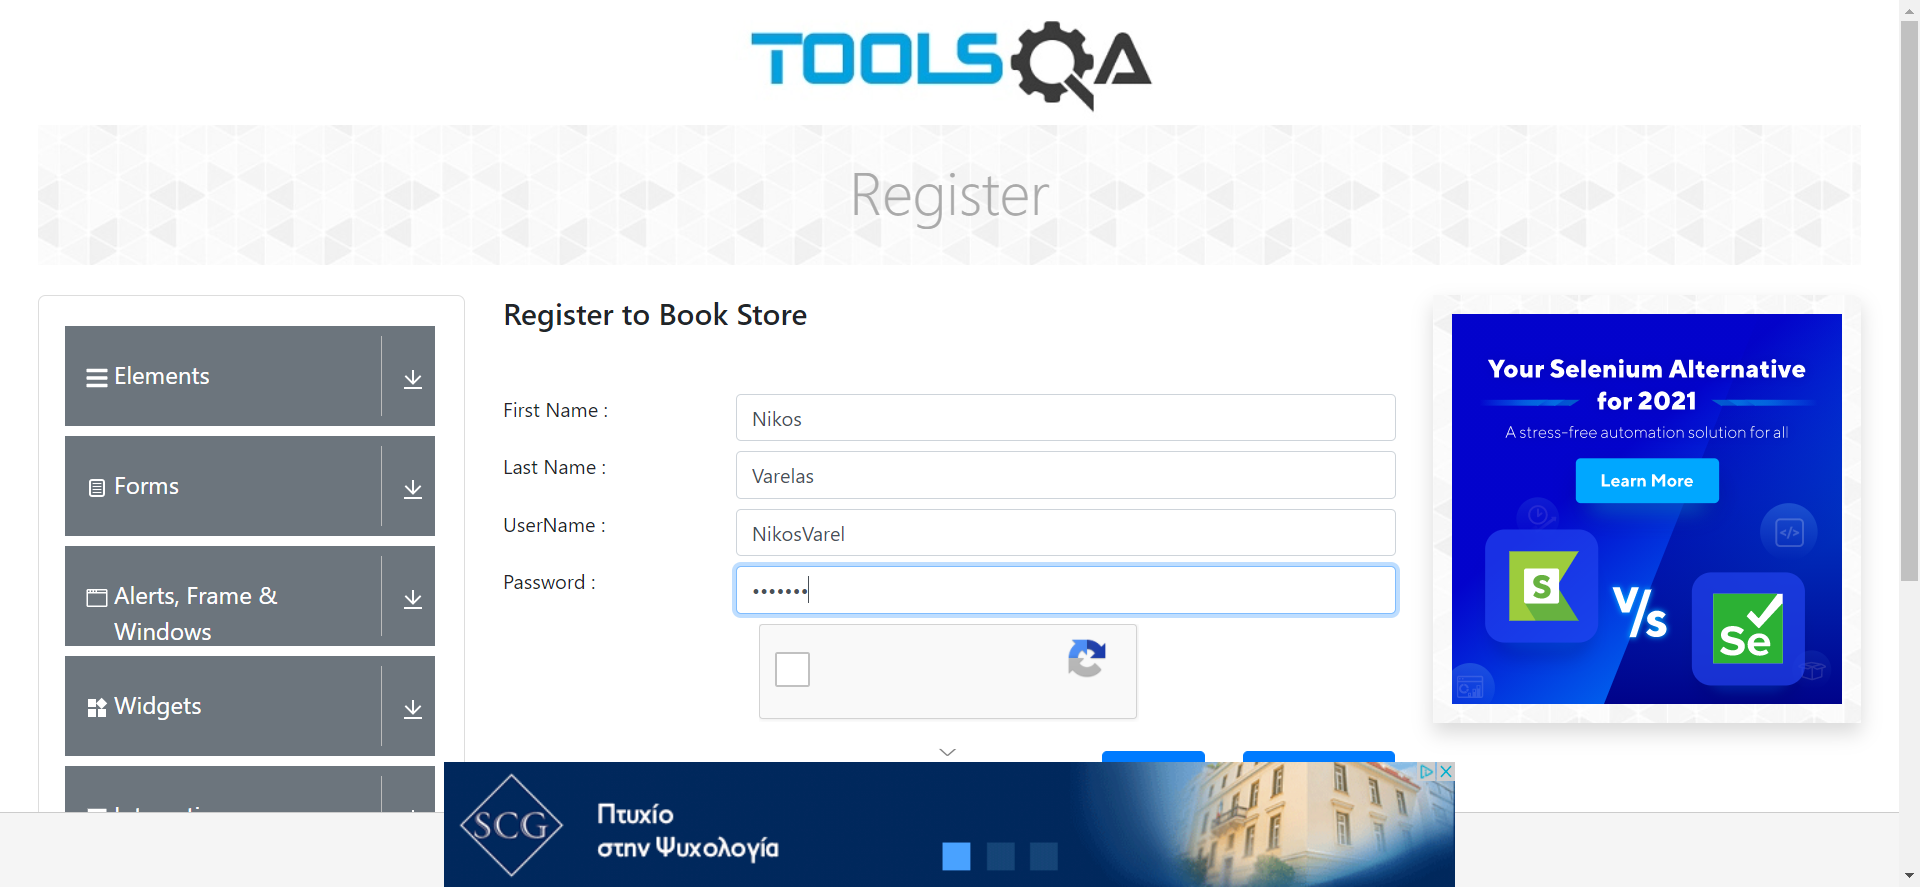 TOOLSQA
Register
Elements
Forms
Alerts, Frame &
Windows
Widgets
Register to Book Store
First Name :
Nikos
Last Name :
Varelas
UserName :
NikosVarel
Password :
•••••••
Your Selenium Alternative
for 2021
A stress-free automation solution for all
Learn More
S
V/S
Se
SCG
Πτυχίο
στην Ψυχολογία